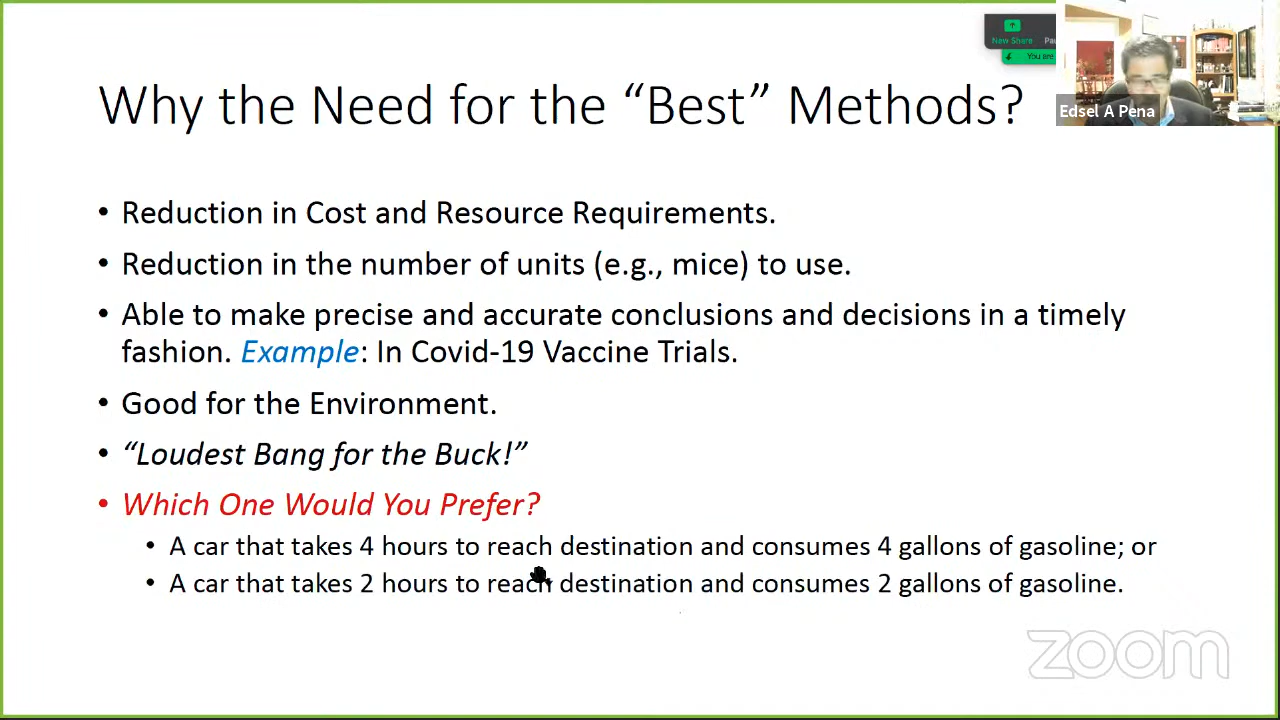 New Share
You are
Edsel A Pena
Why the Need for the “Best” Methods?
• Reduction in Cost and Resource Requirements.
• Reduction in the number of units (e.g., mice) to use.
• Able to make precise and accurate conclusions and decisions in a timely
fashion. Example: In Covid-19 Vaccine Trials.
• Good for the Environment.
• “Loudest Bang for the Buck!”
• Which One Would You Prefer?
• A car that takes 4 hours to reach destination and consumes 4 gallons of gasoline; or
• A car that takes 2 hours to reach destination and consumes 2 gallons of gasoline.
zoom